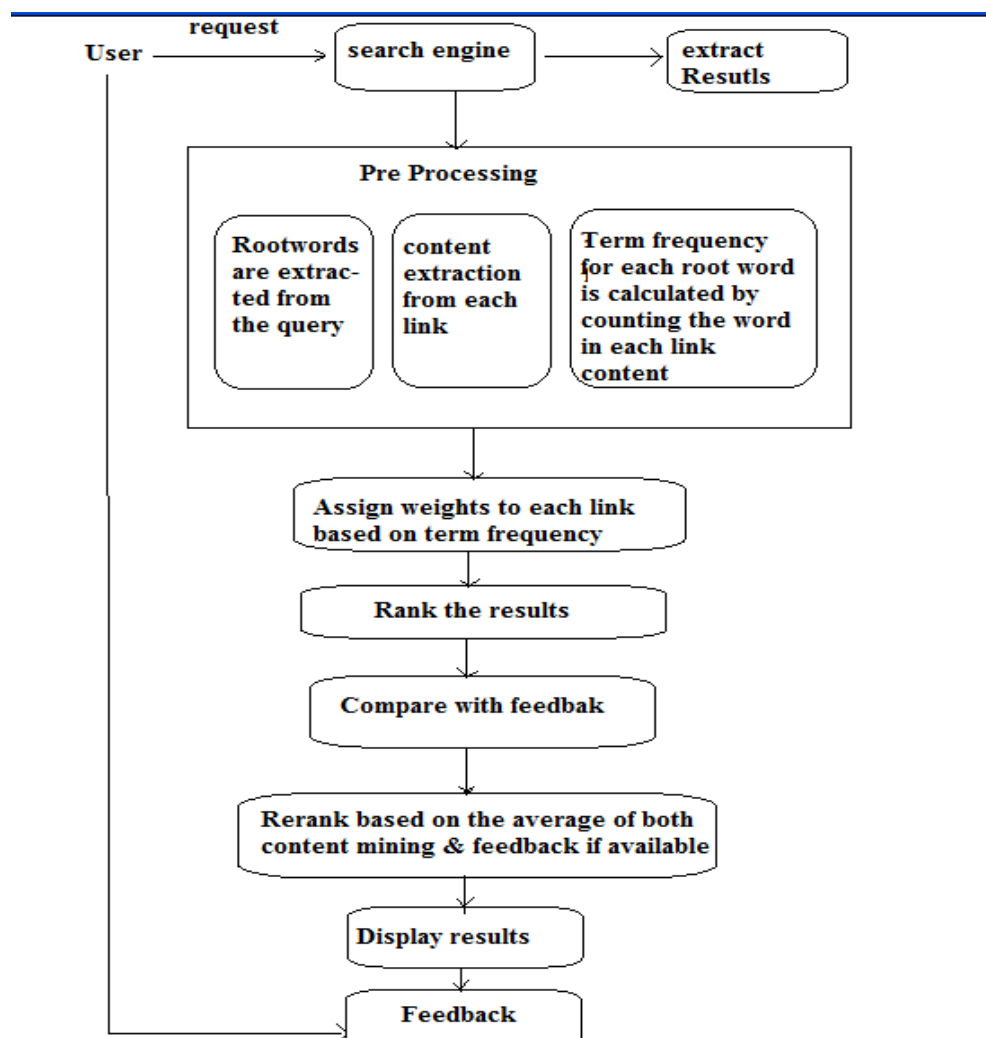 request
User
search engine
extract
Resutls
Pre Processing
Rootwords
are extrac-
ted from
the query
content
extraction
from each
link
Term frequency
for each root word
is calculated by
counting the word
in each link
content
Assign weights to each link
based on term frequency
Rank the results
Compare with feedbak
Rerank based on the average of both
content mining & feedback if available
Display results
Feedback